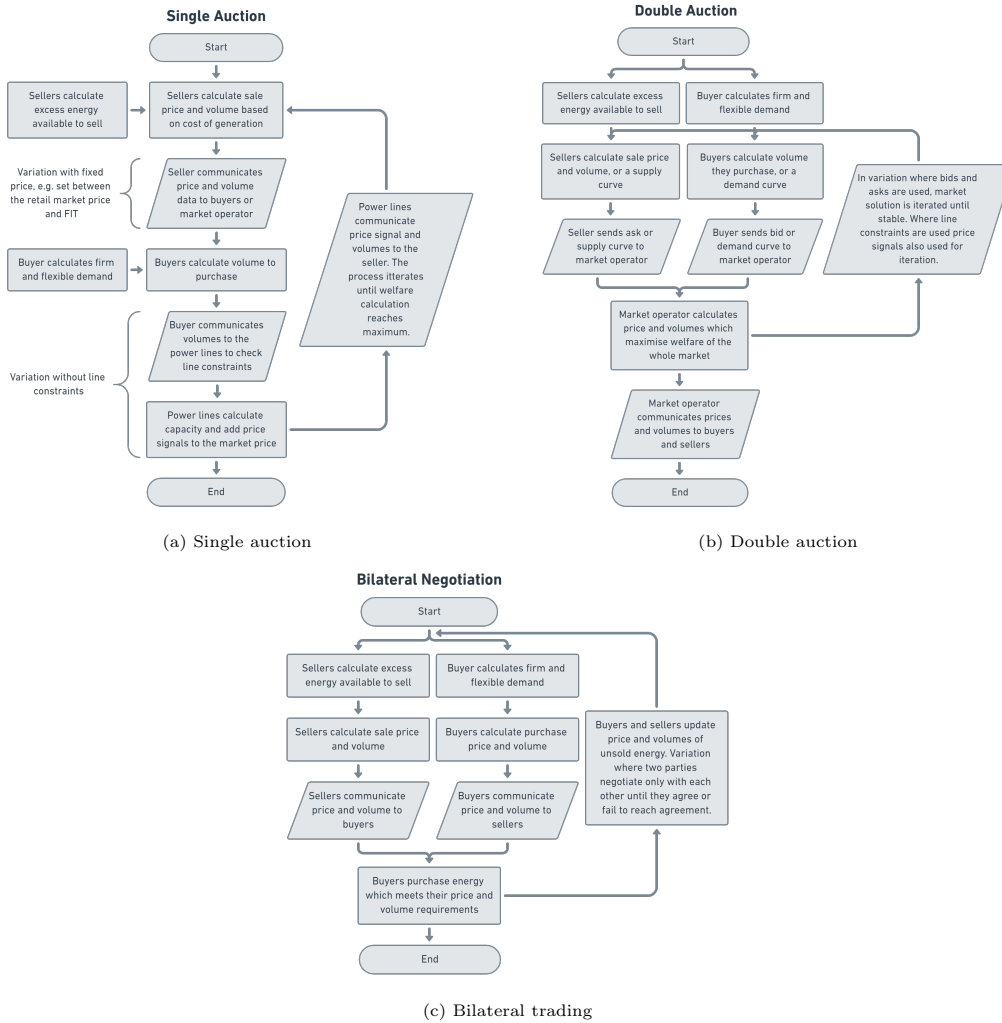 Single Auction
Start
Sellers calculate
excess energy
available to sell
Sellers calculate sale
price and volume based
on cost of generation
Variation with fixed
price, e.g. set between
the retail market price
and FIT
Seller communicates
price and volume
data to buyers or
market operator
Buyer calculates firm
and flexible demand
Buyers calculate volume to
purchase
Buyer communicates
volumes to the
power lines to check
line constraints
Variation without line
constraints
Power lines calculate
capacity and add price
signals to the market price
End
Power lines
communicate
price signal and
volumes to the
seller. The
process itterates
until welfare
calculation
reaches
maximum.
(a) Single auction
Double Auction
Start
Sellers calculate excess
energy available to sell
Buyer calculates firm and
flexible demand
Sellers calculate sale price
and volume, or a supply
curve
Buyers calculate volume
they purchase, or a
demand curve
Seller sends ask or
supply curve to
market operator
Buyer sends bid or
demand curve to
market operator
In variation where bids and
asks are used, market
solution is iterated until
stable. Where line
constraints are used price
signals also used for
iteration.
Market operator calculates
price and volumes which
maximise welfare of the
whole market
Market operator
communicates prices
and volumes to buyers
and sellers
End
(b) Double auction
Bilateral Negotiation
Start
Sellers calculate excess
energy available to sell
Buyer calculates firm and
flexible demand
Sellers calculate sale price
and volume
Buyers calculate purchase
price and volume
Sellers communicate
price and volume to
buyers
Buyers communicate
price and volume to
sellers
Buyers and sellers update
price and volumes of
unsold energy. Variation
where two parties
negotiate only with each
other until they agree or
fail to reach agreement.
Buyers purchase energy
which meets their price and
volume requirements
End
(c) Bilateral trading